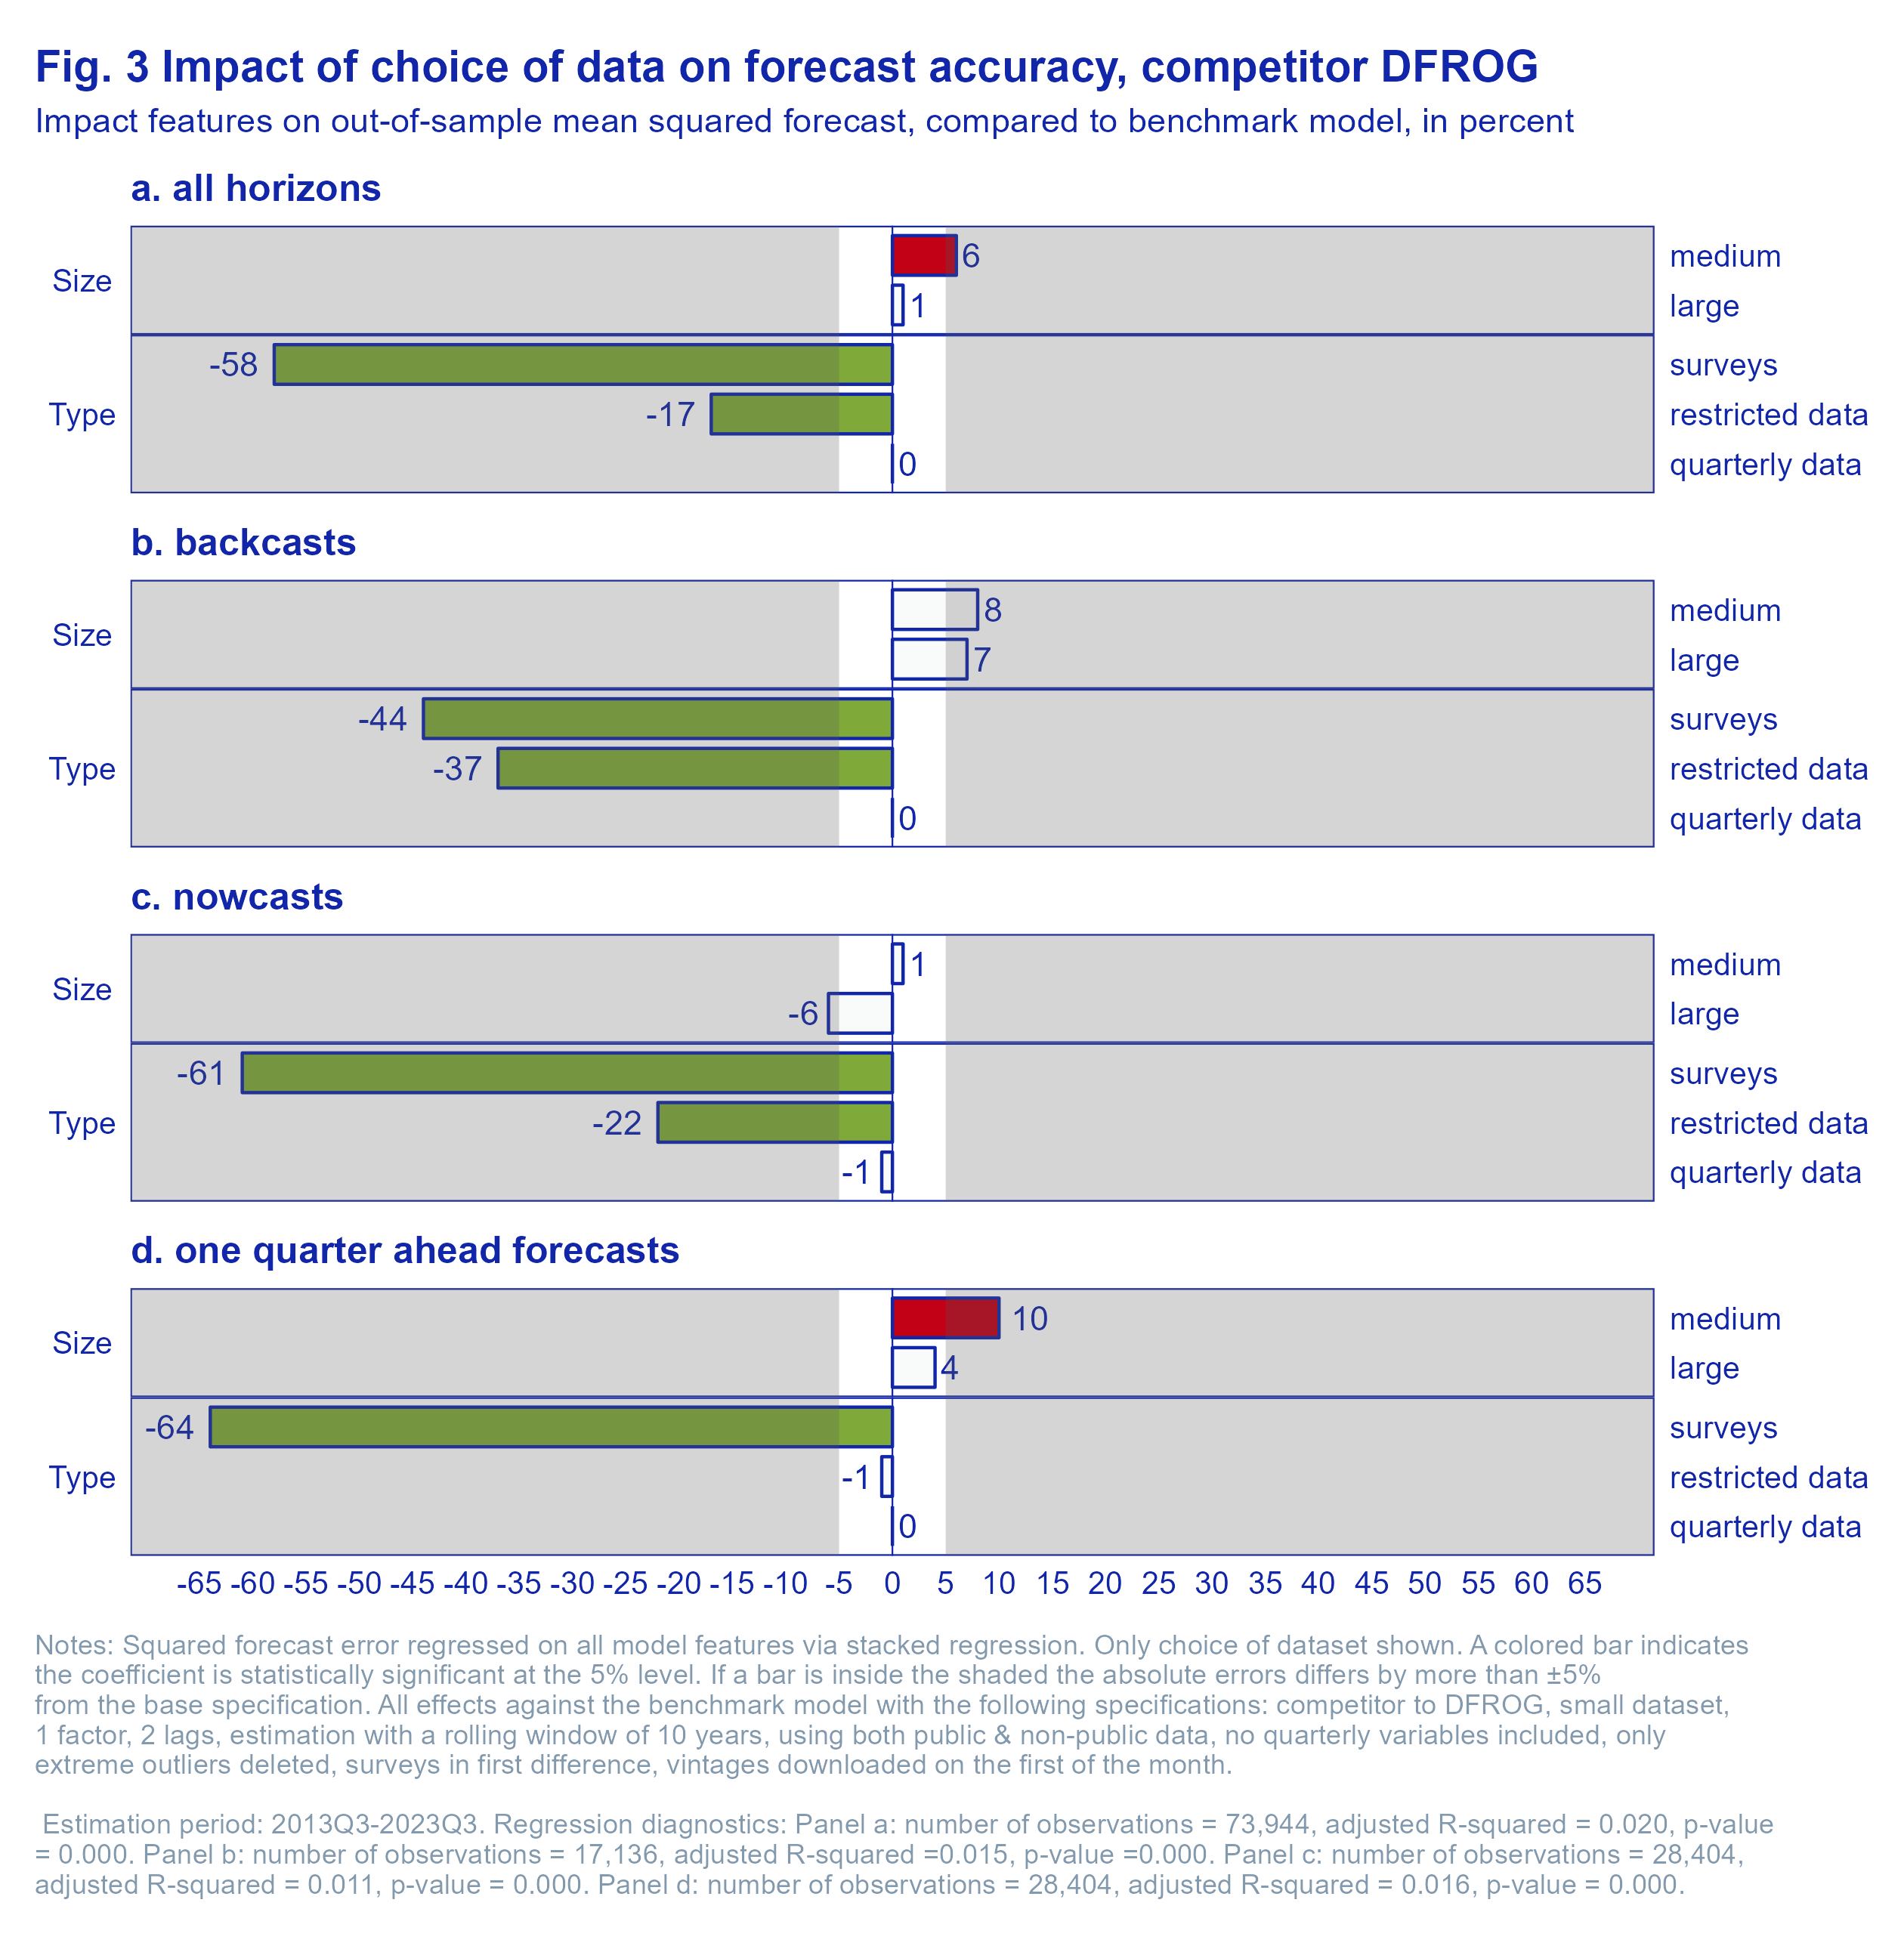 Fig. 3 Impact of choice of data on forecast accuracy, competitor DFROG
Impact features on out-of-sample mean squared forecast, compared to benchmark model, in percent
a. all horizons
Size
6
medium
1
large
Type
-58
surveys
-17
restricted data
0
quarterly data
b. backcasts
Size
8
medium
7
large
Type
-44
surveys
-37
restricted data
0
quarterly data
c. nowcasts
Size
1
medium
-6
large
Type
-61
surveys
-22
restricted data
-1
quarterly data
d. one quarter ahead forecasts
Size
10
medium
4
large
Type
-64
surveys
-1
restricted data
0
quarterly data
-65 -60 -55 -50 -45 -40 -35 -30 -25 -20 -15 -10 -5 0 5 10 15 20 25 30 35 40 45 50 55 60 65
Notes: Squared forecast error regressed on all model features via stacked regression. Only choice of dataset shown. A colored bar indicates
the coefficient is statistically significant at the 5% level. If a bar is inside the shaded the absolute errors differs by more than ±5%
from the base specification. All effects against the benchmark model with the following specifications: competitor to DFROG, small dataset,
1 factor, 2 lags, estimation with a rolling window of 10 years, using both public & non-public data, no quarterly variables included, only
extreme outliers deleted, surveys in first difference, vintages downloaded on the first of the month.
Estimation period: 2013Q3-2023Q3. Regression diagnostics: Panel a: number of observations = 73,944, adjusted R-squared = 0.020, p-value
= 0.000. Panel b: number of observations = 17,136, adjusted R-squared =0.015, p-value =0.000. Panel c: number of observations = 28,404,
adjusted R-squared = 0.011, p-value = 0.000. Panel d: number of observations = 28,404, adjusted R-squared = 0.016, p-value = 0.000.